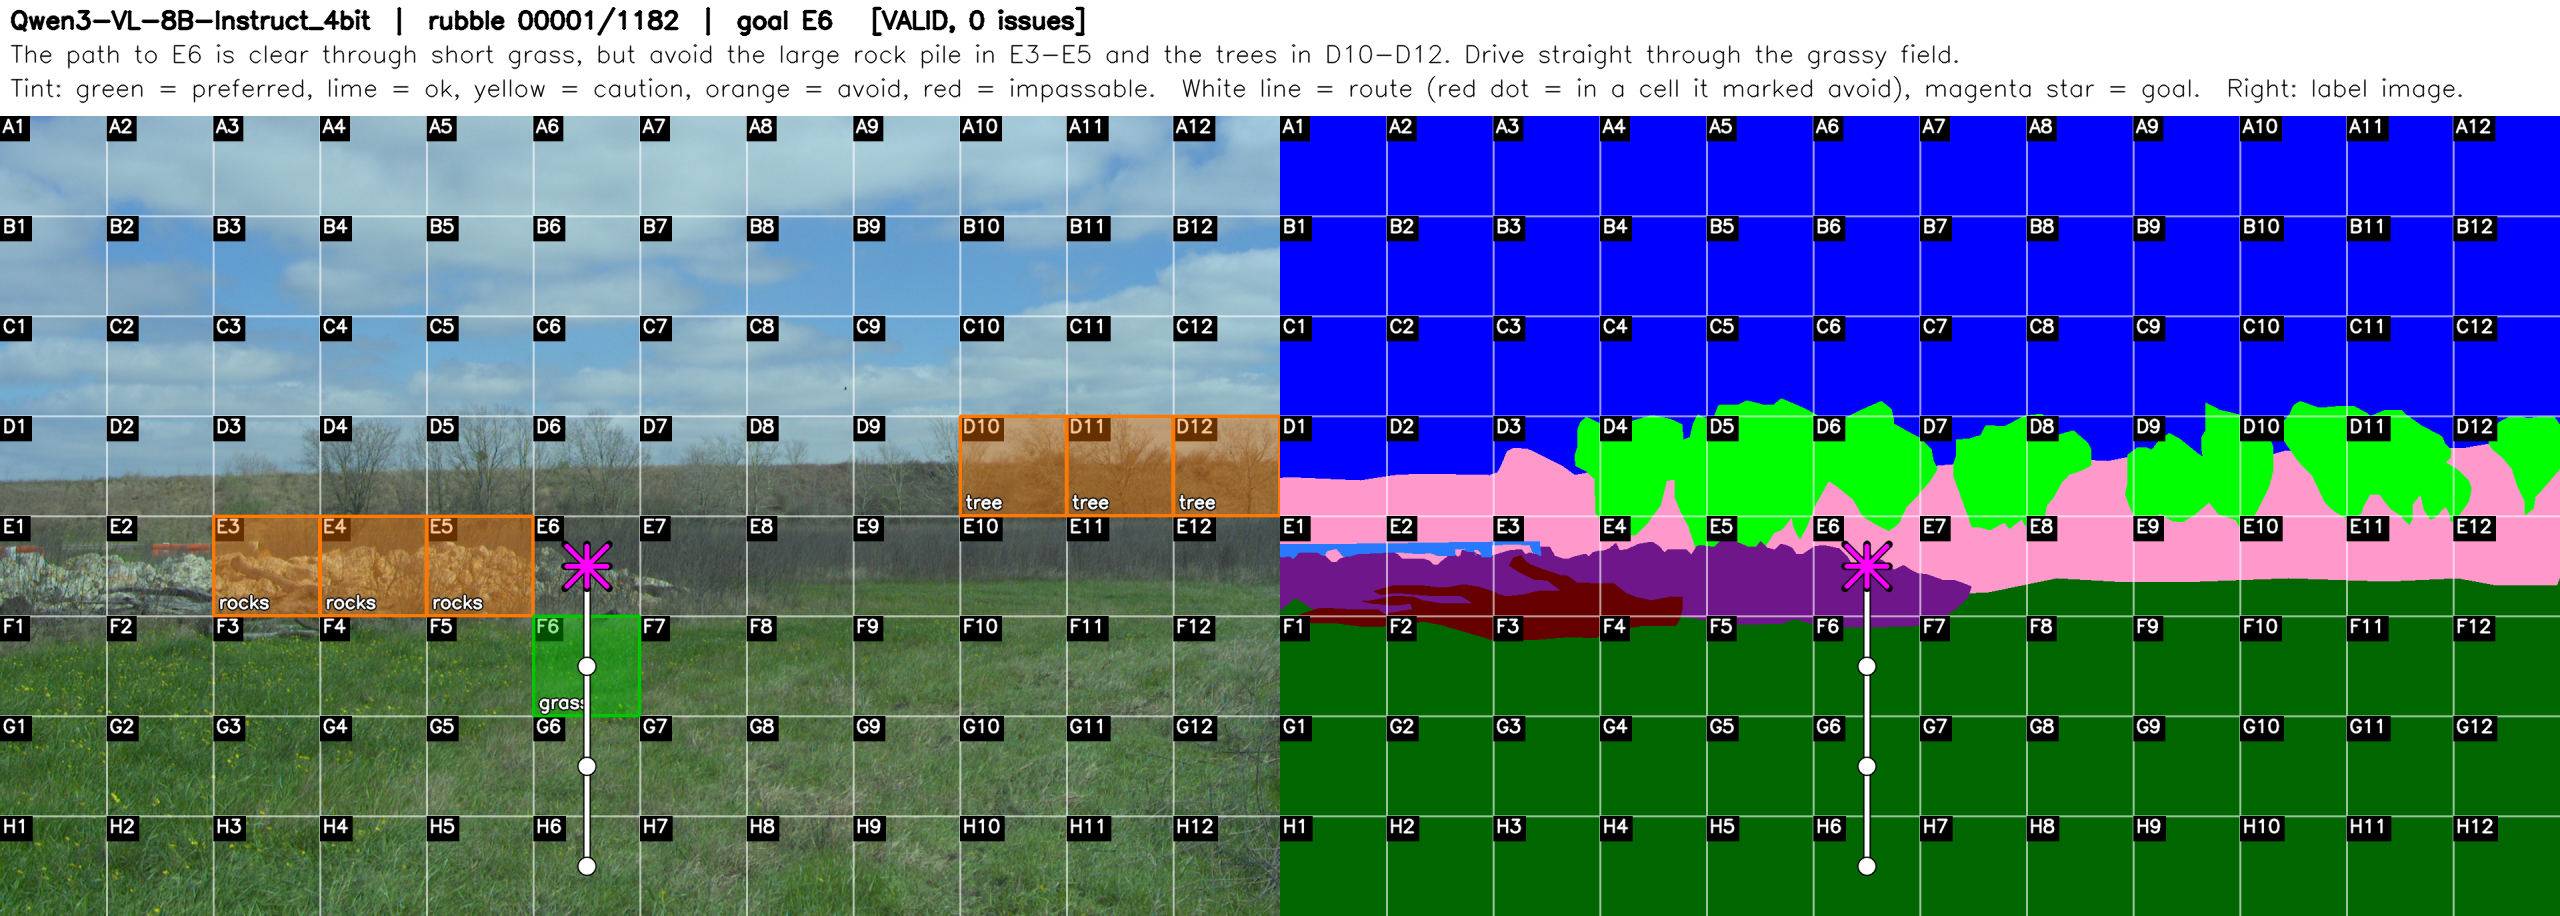 Qwen3-VL-8B-Instruct_4bit | rubble 00001/1182 | goal E6 [VALID, 0 issues]
The path to E6 is clear through short grass, but avoid the large rock pile in E3-E5 and the trees in D10-D12. Drive straight through the grassy field.
Tint: green = preferred, lime = ok, yellow = caution, orange = avoid, red = impassable. White line = route (red dot = in a cell it marked avoid), magenta star = goal. Right: label image.
A1 A2 A3 A4 A5 A6 A7 A8 A9 A10 A11 A12 A1 A2 A3 A4 A5 A6 A7 A8 A9 A10 A11 A12
B1 B2 B3 B4 B5 B6 B7 B8 B9 B10 B11 B12 B1 B2 B3 B4 B5 B6 B7 B8 B9 B10 B11 B12
C1 C2 C3 C4 C5 C6 C7 C8 C9 C10 C11 C12 C1 C2 C3 C4 C5 C6 C7 C8 C9 C10 C11 C12
D1 D2 D3 D4 D5 D6 D7 D8 D9 D10 D11 D12 D1 D2 D3 D4 D5 D6 D7 D8 D9 D10 D11 D12
tree tree tree
E1 E2 E3 E4 E5 E6 E7 E8 E9 E10 E11 E12 E1 E2 E3 E4 E5 E6 E7 E8 E9 E10 E11 E12
rocks rocks rocks
F1 F2 F3 F4 F5 F6 F7 F8 F9 F10 F11 F12 F1 F2 F3 F4 F5 F6 F7 F8 F9 F10 F11 F12
grass
G1 G2 G3 G4 G5 G6 G7 G8 G9 G10 G11 G12 G1 G2 G3 G4 G5 G6 G7 G8 G9 G10 G11 G12
H1 H2 H3 H4 H5 H6 H7 H8 H9 H10 H11 H12 H1 H2 H3 H4 H5 H6 H7 H8 H9 H10 H11 H12